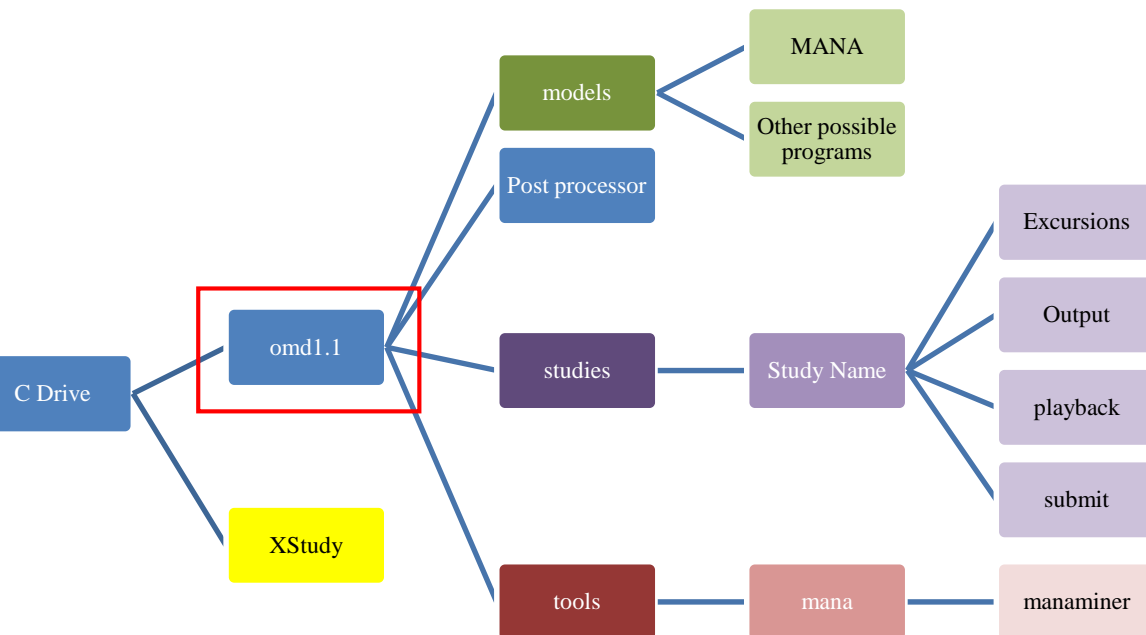 C Drive
omd1.1
XStudy
models
Post processor
studies
tools
MANA
Other possible
programs
Study Name
mana
Excursions
Output
playback
submit
manaminer